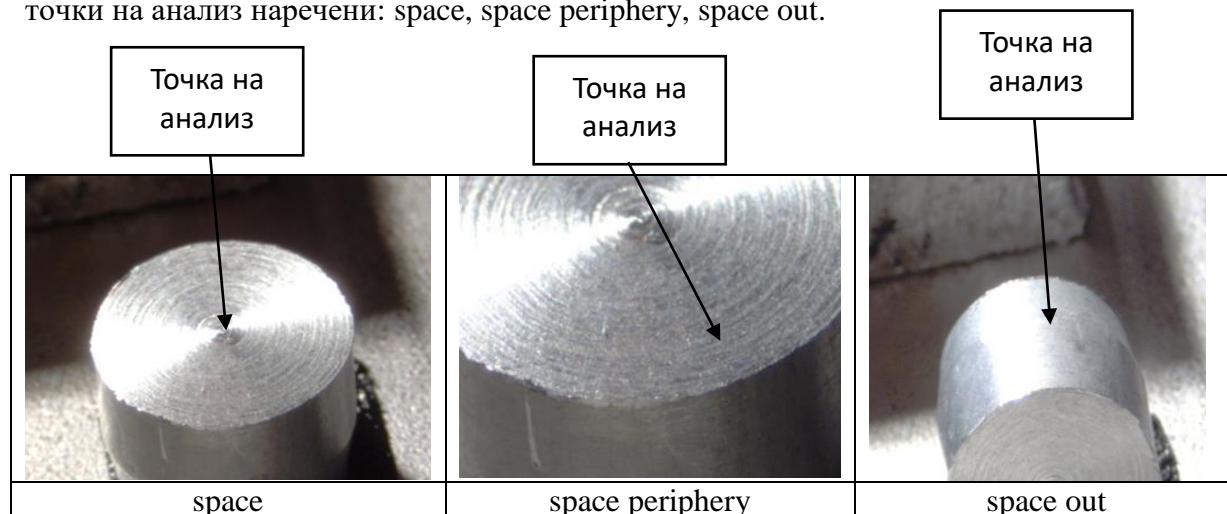 точки на анализ наречени: space, space periphery, space out.
Точка на
анализ
Точка на
анализ
Точка на
анализ
space
space periphery
space out